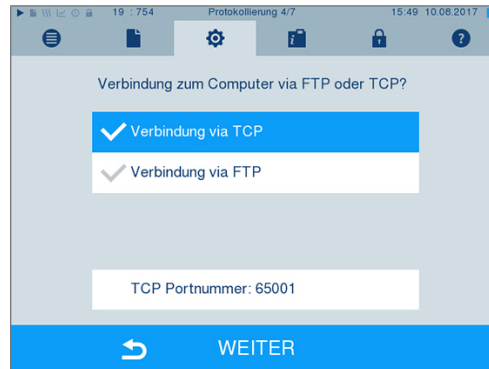 19 : 754 Protokollierung 4/7 15:49 10.08.2017
Verbindung zum Computer via FTP oder TCP?
Verbindung via TCP
Verbindung via FTP
TCP Portnummer: 65001
WEITER